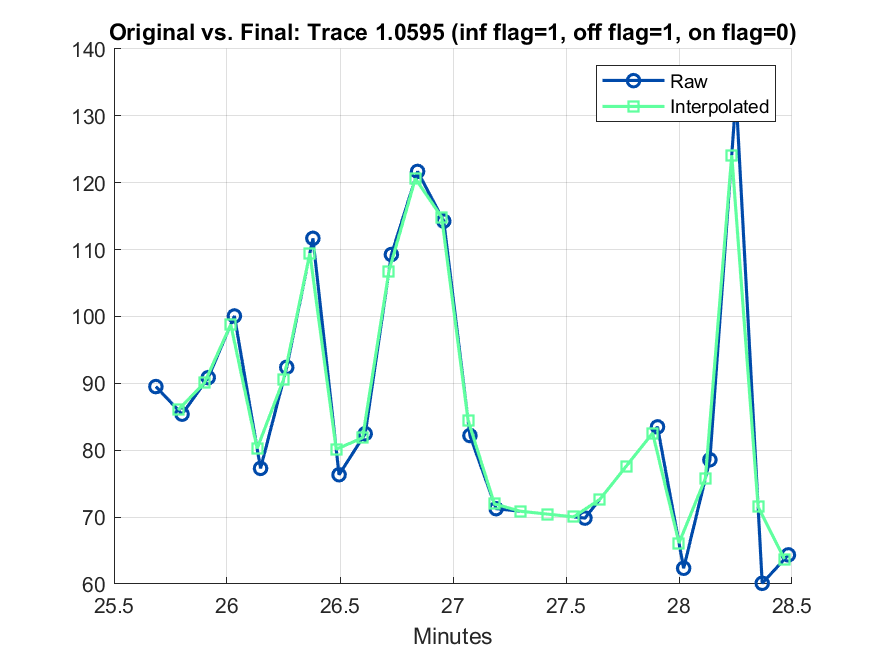 Original vs. Final: Trace 1.0595 (inf flag=1, off flag=1, on flag=0)
140
130
120
110
100
90
80
70
60
Raw
Interpolated
25.5 26 26.5 27 27.5 28 28.5
Minutes